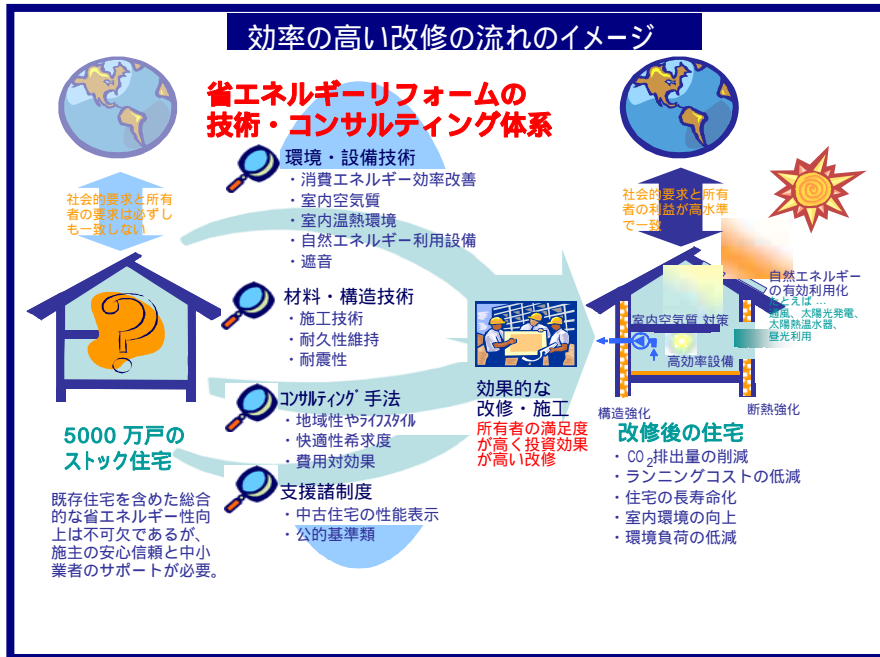 効率の高い改修の流れのイメージ
省エネルギーリフォームの
技術・コンサルティング体系
社会的要求と所有
者の要求は必ずし
も一致しない
5000 万戸の
ストック住宅
既存住宅を含めた総合
的な省エネルギー性向
上は不可欠であるが、
施主の安心信頼と中小
業者のサポートが必要。
環境・設備技術
・消費エネルギー効率改善
・室内空気質
・室内温熱環境
・自然エネルギー利用設備
・遮音
材料・構造技術
・施工技術
・耐久性維持
・耐震性
ｺﾝｻﾙﾃｨﾝｸﾞ 手法
・地域性やﾗｲﾌｽﾀｲﾙ
・快適性希求度
・費用対効果
支援諸制度
・中古住宅の性能表示
・公的基準類
効果的な
改修・施工
所有者の満足度
が高く投資効果
が高い改修
社会的要求と所有
者の利益が高水準
で一致
自然エネルギー
の有効利用化
たとえば …
通風、太陽光発電、
太陽熱温水器、
昼光利用
室内空気質 対策
高効率設備
構造強化
断熱強化
改修後の住宅
・CO2排出量の削減
・ランニングコストの低減
・住宅の長寿命化
・室内環境の向上
・環境負荷の低減